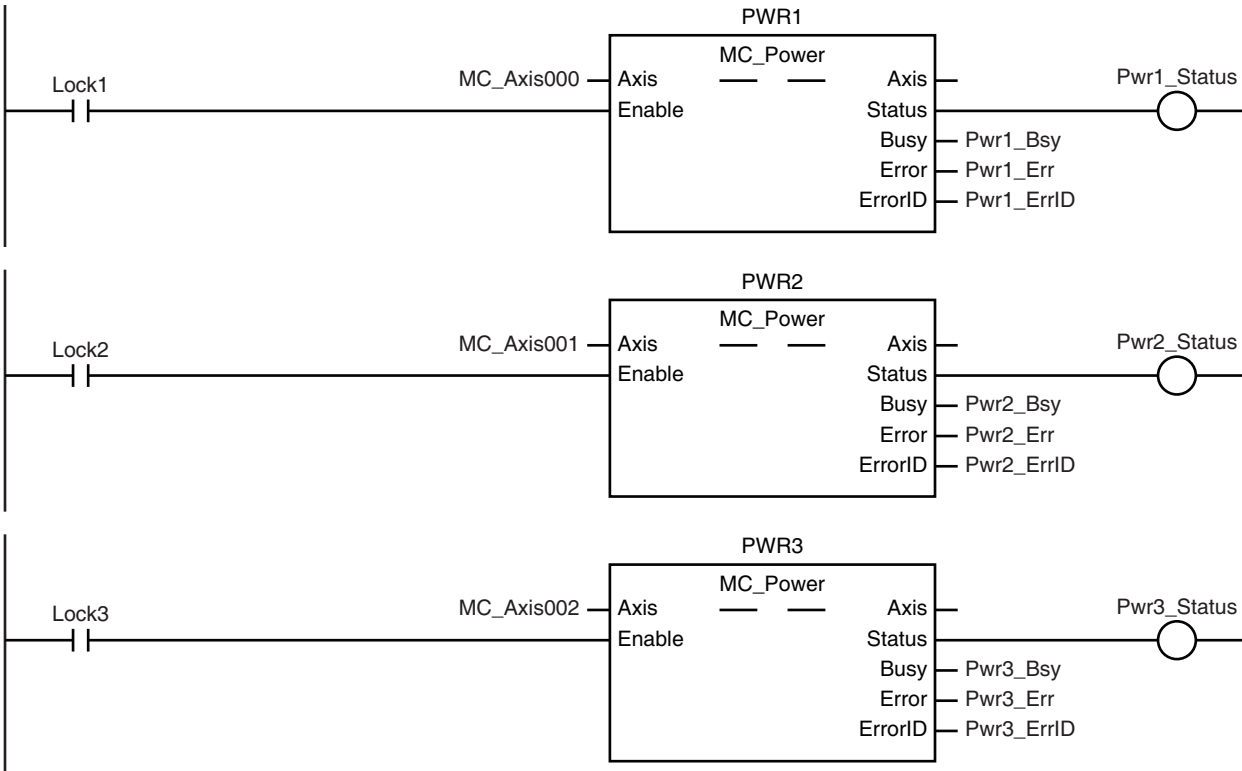 PWR1
MC_Power
Lock1
MC_Axis000 Axis Axis Pwr1_Status
Enable Status
Busy Pwr1_Bsy
Error Pwr1_Err
ErrorID Pwr1_ErrID
PWR2
MC_Power
Lock2
MC_Axis001 Axis Axis Pwr2_Status
Enable Status
Busy Pwr2_Bsy
Error Pwr2_Err
ErrorID Pwr2_ErrID
PWR3
MC_Power
Lock3
MC_Axis002 Axis Axis Pwr3_Status
Enable Status
Busy Pwr3_Bsy
Error Pwr3_Err
ErrorID Pwr3_ErrID